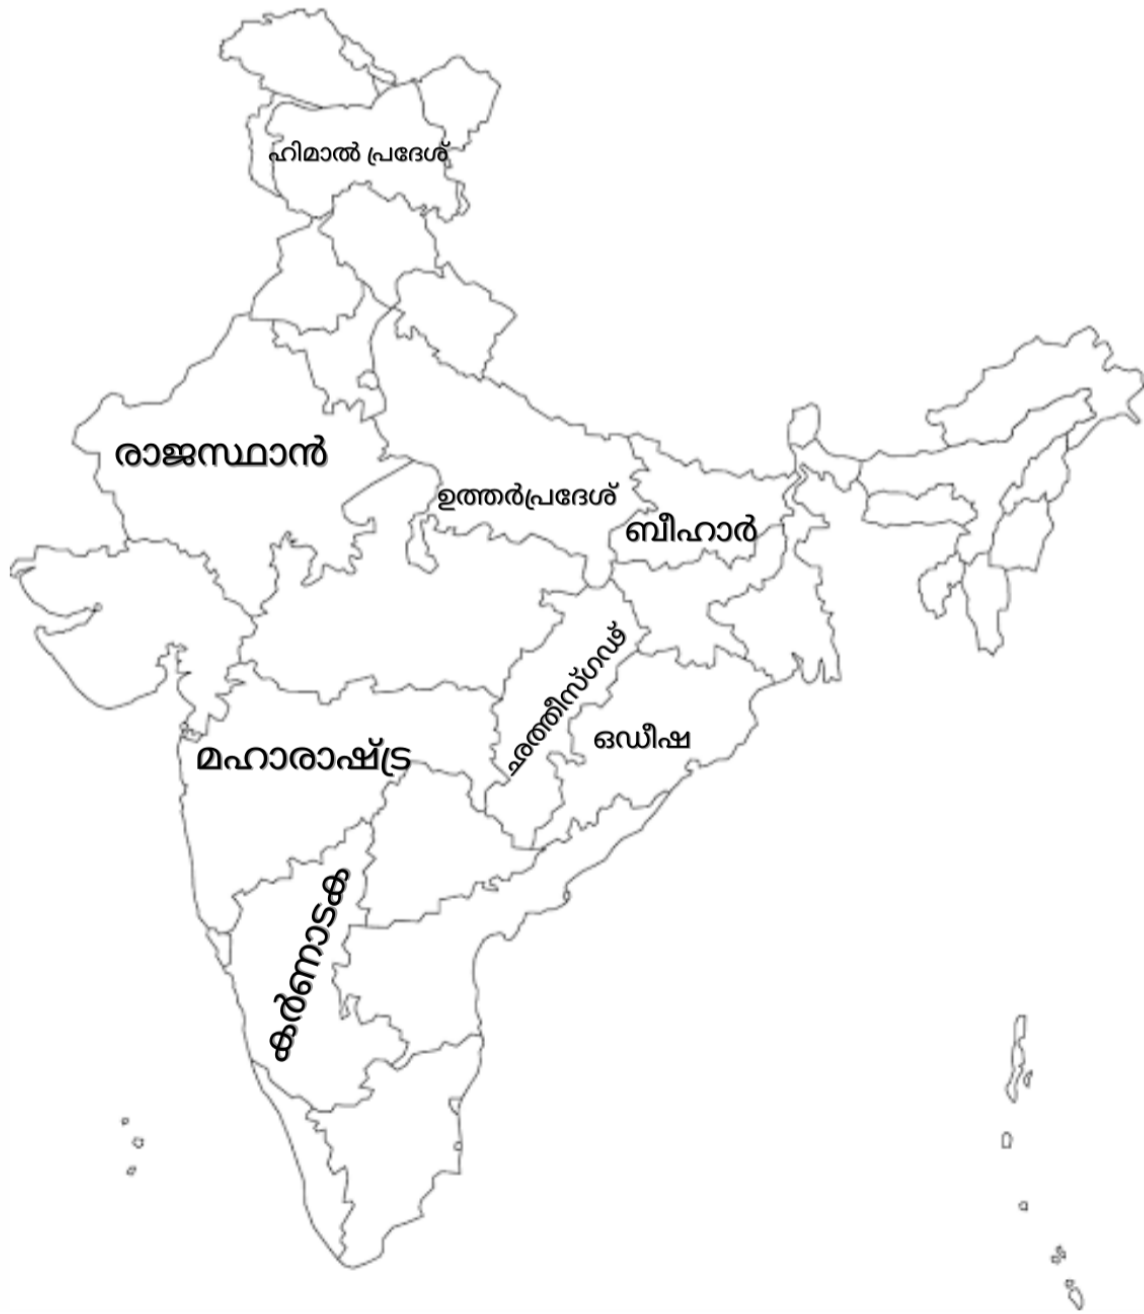 ഹിമാൽ പ്രദേശ്
രാജസ്ഥാൻ
ഉത്തർപ്രദേശ്
ബീഹാർ
ഛത്തീസ്ഗഢ്
ഒഡീഷ
മഹാരാഷ്ട്ര
കർണാടക